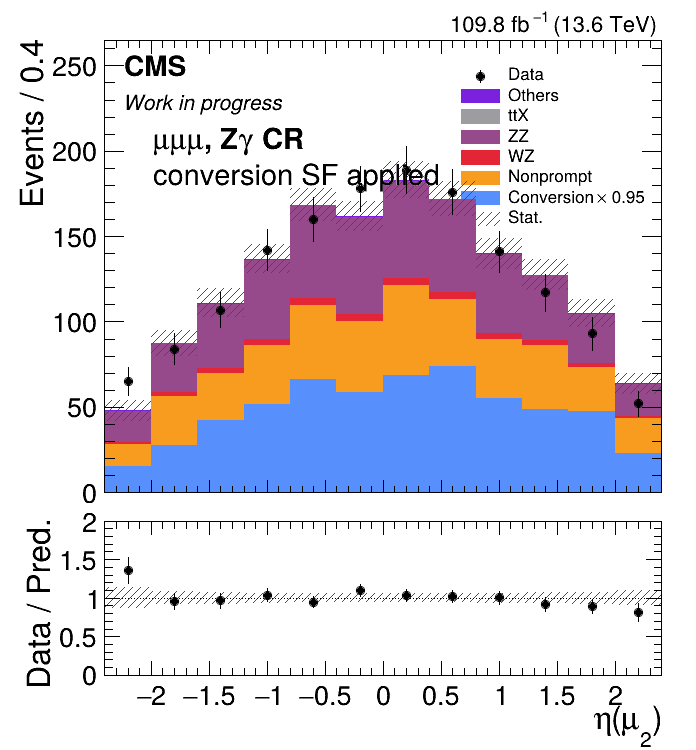 109.8 fb⁻¹ (13.6 TeV)
Events / 0.4
250
200
150
100
50
0
CMS
Work in progress
μμμ, Zγ CR
conversion SF applied
Data
Others
ttX
ZZ
WZ
Nonprompt
Conversion × 0.95
Stat.
Data / Pred.
2
1.5
1
0.5
0
−2 −1.5 −1 −0.5 0 0.5 1 1.5 2
η(μ₂)